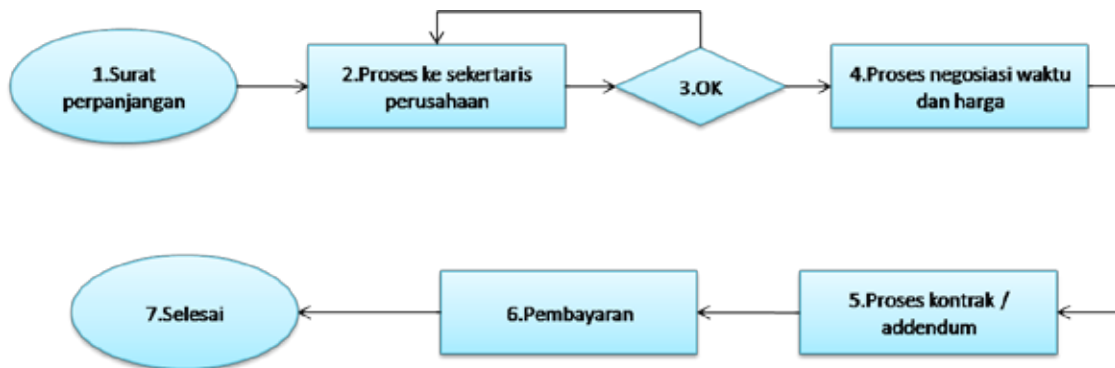 1.Surat
perpanjangan
2.Proses ke sekertaris
perusahaan
3.OK
4.Proses negosiasi waktu
dan harga
5.Proses kontrak /
addendum
6.Pembayaran
7.Selesai